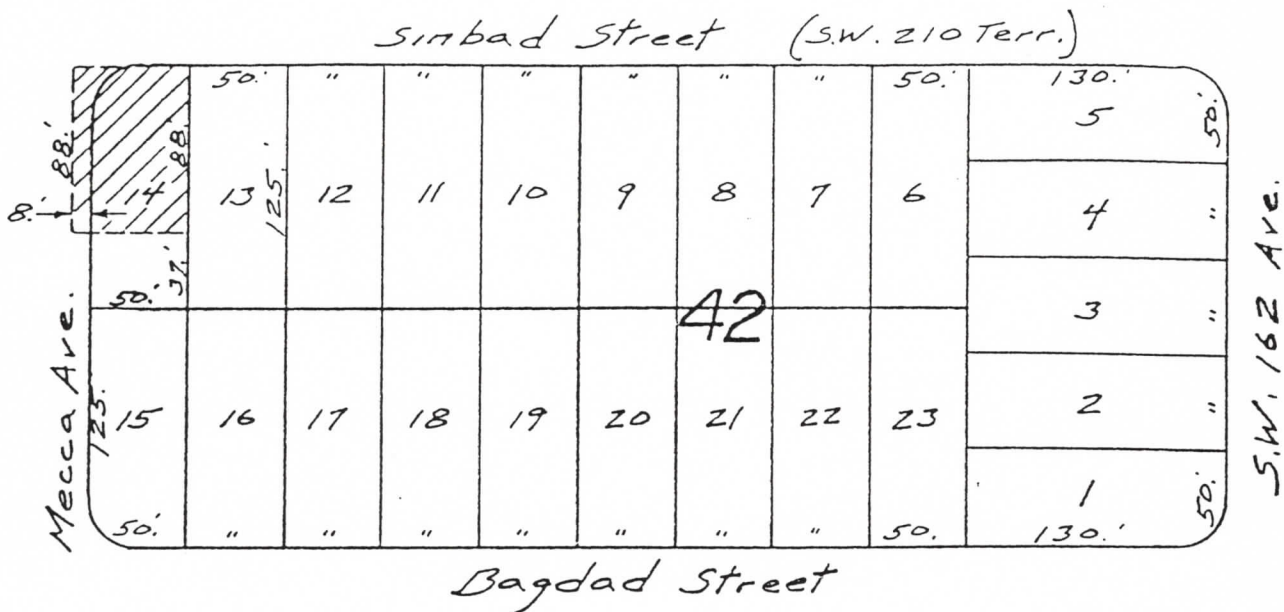 Sinbad Street (S.W. 210 Terr.)
50.' " " " " " " 50.' 130.'
5 50.'
88.' 88.'
8.' 14 13 125.' 12 11 10 9 8 7 6 4 "
37.'
50.'
42
3 "
S.W. 162 Ave.
Mecca Ave.
125.' 15 16 17 18 19 20 21 22 23 2 "
1 50.'
50.' " " " " " " " 50.' 130.'
Bagdad Street